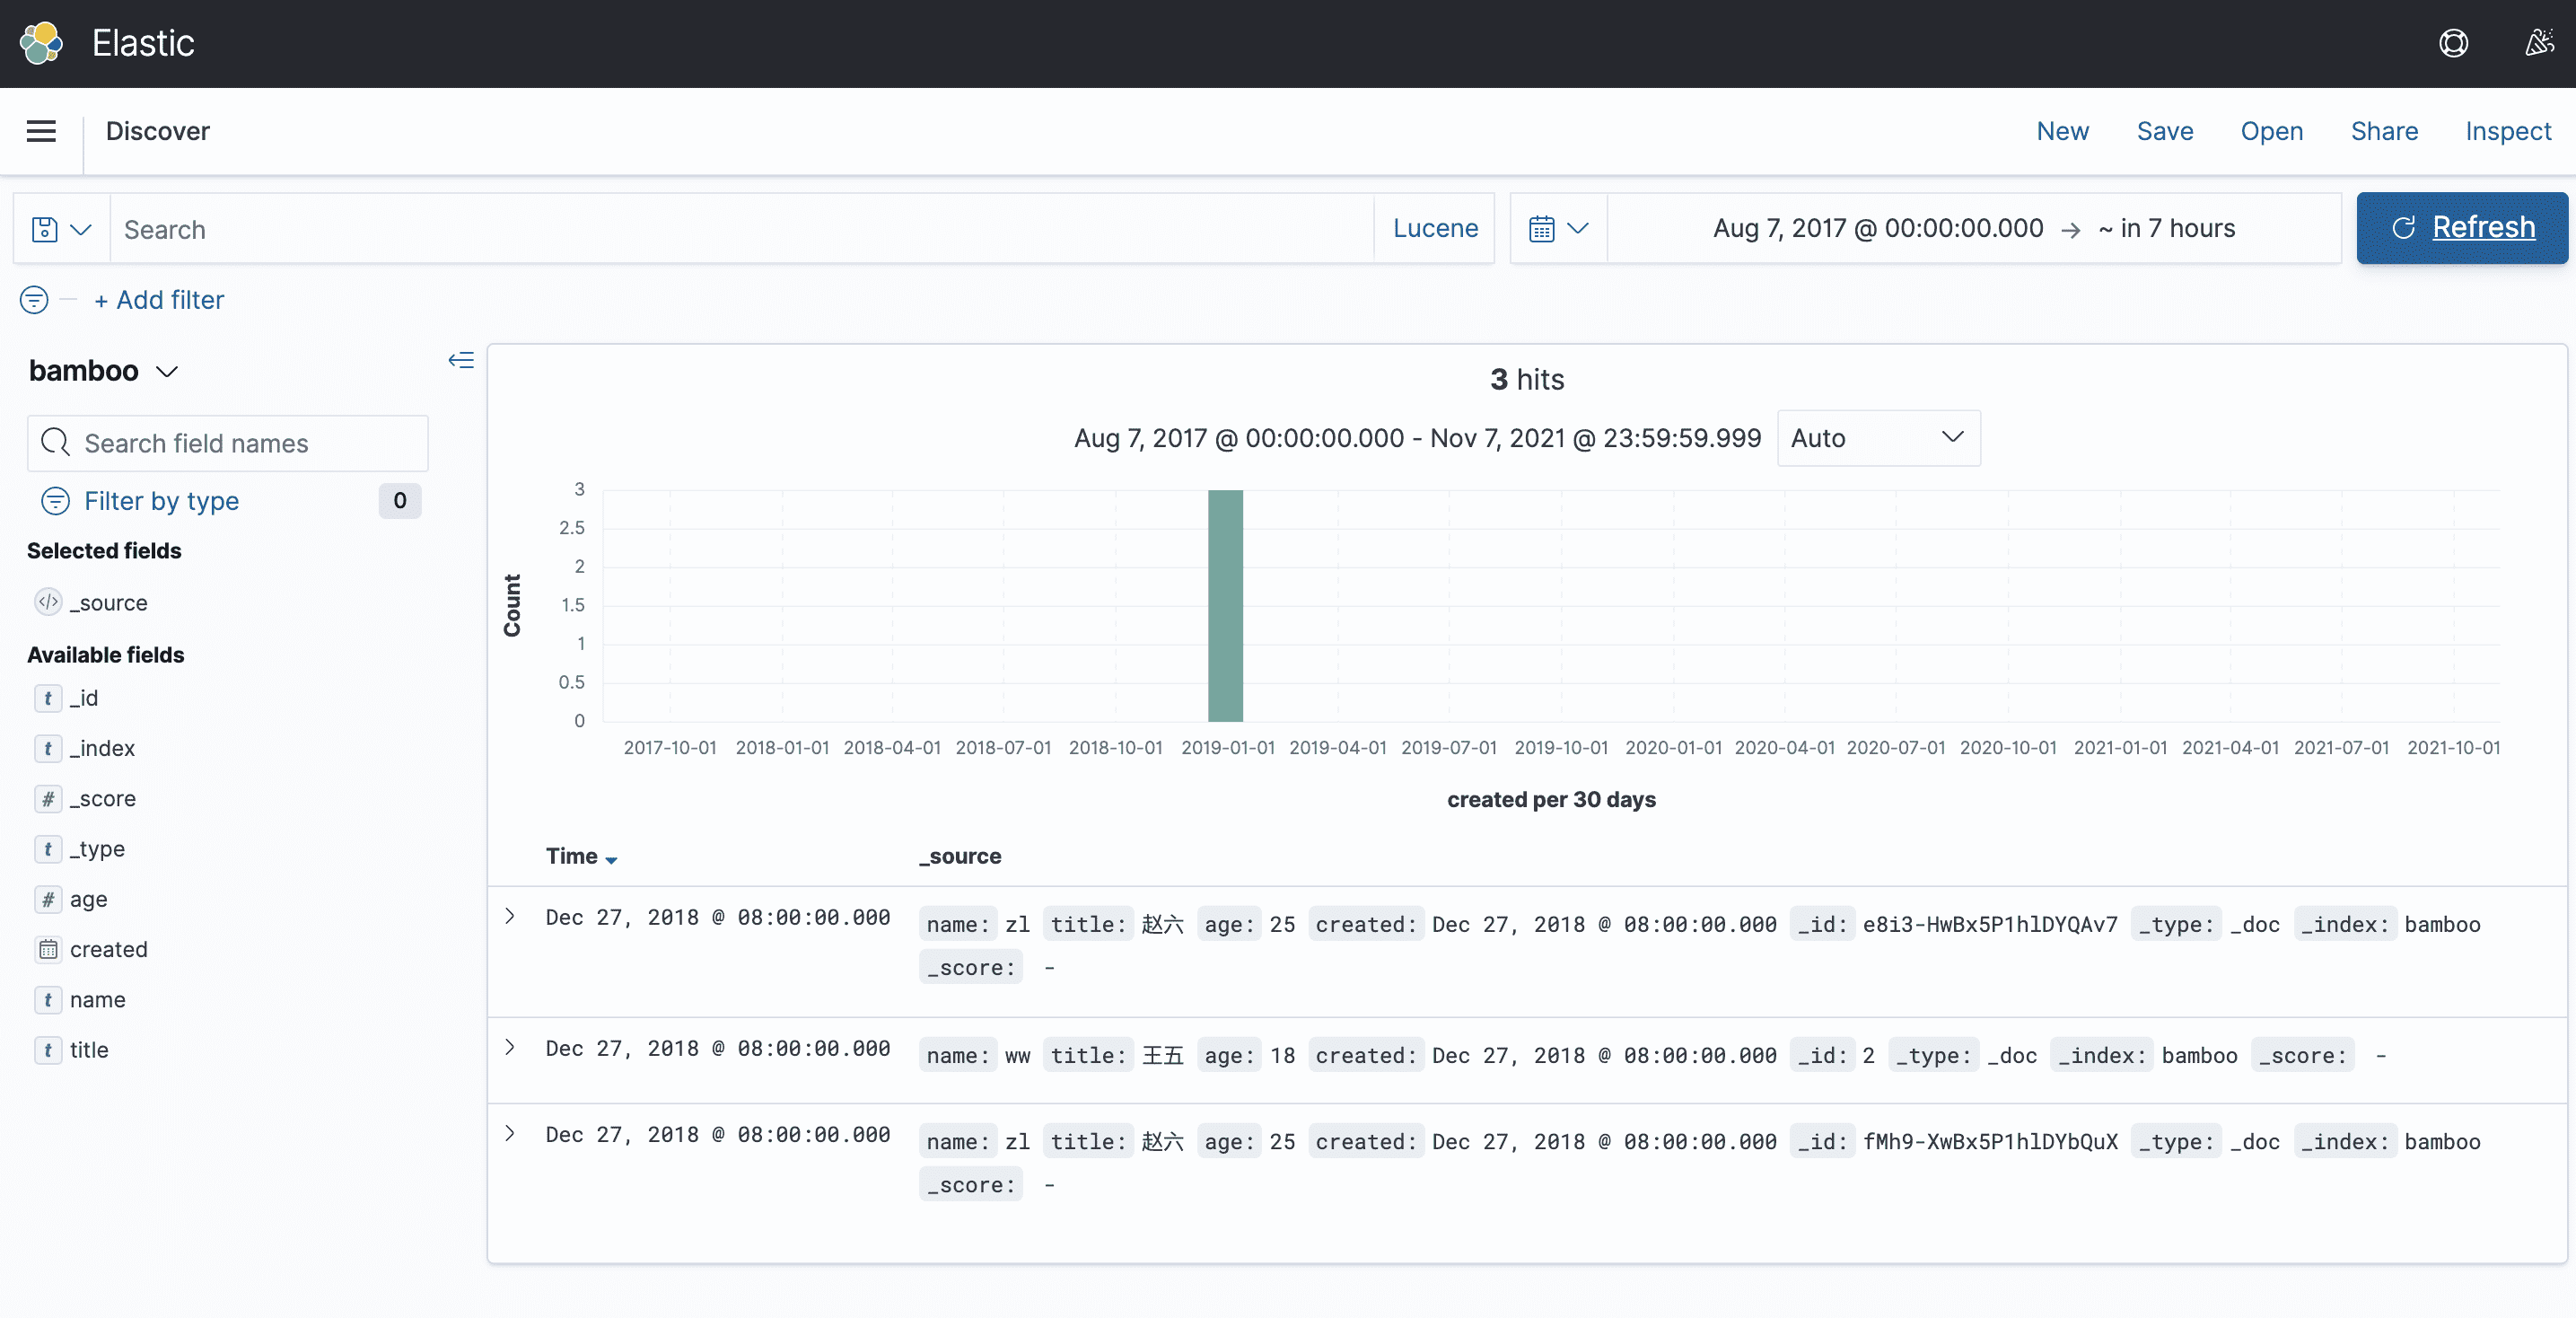 Elastic
Discover New Save Open Share Inspect
Search Lucene Aug 7, 2017 @ 00:00:00.000 → ~ in 7 hours Refresh
+ Add filter
bamboo
Search field names
Filter by type 0
Selected fields
</> _source
Available fields
t _id
t _index
# _score
t _type
# age
created
t name
t title
3 hits
Aug 7, 2017 @ 00:00:00.000 - Nov 7, 2021 @ 23:59:59.999 Auto
Count
3
2.5
2
1.5
1
0.5
0
2017-10-01 2018-01-01 2018-04-01 2018-07-01 2018-10-01 2019-01-01 2019-04-01 2019-07-01 2019-10-01 2020-01-01 2020-04-01 2020-07-01 2020-10-01 2021-01-01 2021-04-01 2021-07-01 2021-10-01
created per 30 days
Time _source
Dec 27, 2018 @ 08:00:00.000 name: zl title: 赵六 age: 25 created: Dec 27, 2018 @ 08:00:00.000 _id: e8i3-HwBx5P1hlDYQAv7 _type: _doc _index: bamboo
_score: -
Dec 27, 2018 @ 08:00:00.000 name: ww title: 王五 age: 18 created: Dec 27, 2018 @ 08:00:00.000 _id: 2 _type: _doc _index: bamboo _score: -
Dec 27, 2018 @ 08:00:00.000 name: zl title: 赵六 age: 25 created: Dec 27, 2018 @ 08:00:00.000 _id: fMh9-XwBx5P1hlDYbQuX _type: _doc _index: bamboo
_score: -